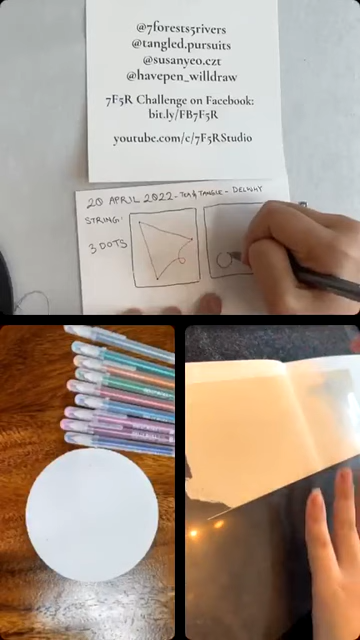 @7forests5rivers
@tangled.pursuits
@susanyeo.czt
@havepen_willdraw
7F5R Challenge on Facebook:
bit.ly/FB7F5R
youtube.com/c/7F5RStudio
20 APRIL 2022 - TEA & TANGLE - DELIGHT
STRING:
3 DOTS